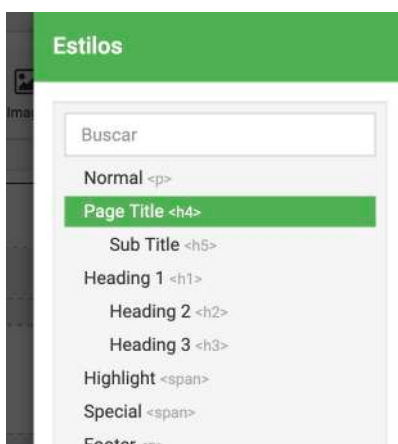 Estilos
Buscar
Normal <p>
Page Title <h4>
Sub Title <h5>
Heading 1 <h1>
Heading 2 <h2>
Heading 3 <h3>
Highlight <span>
Special <span>